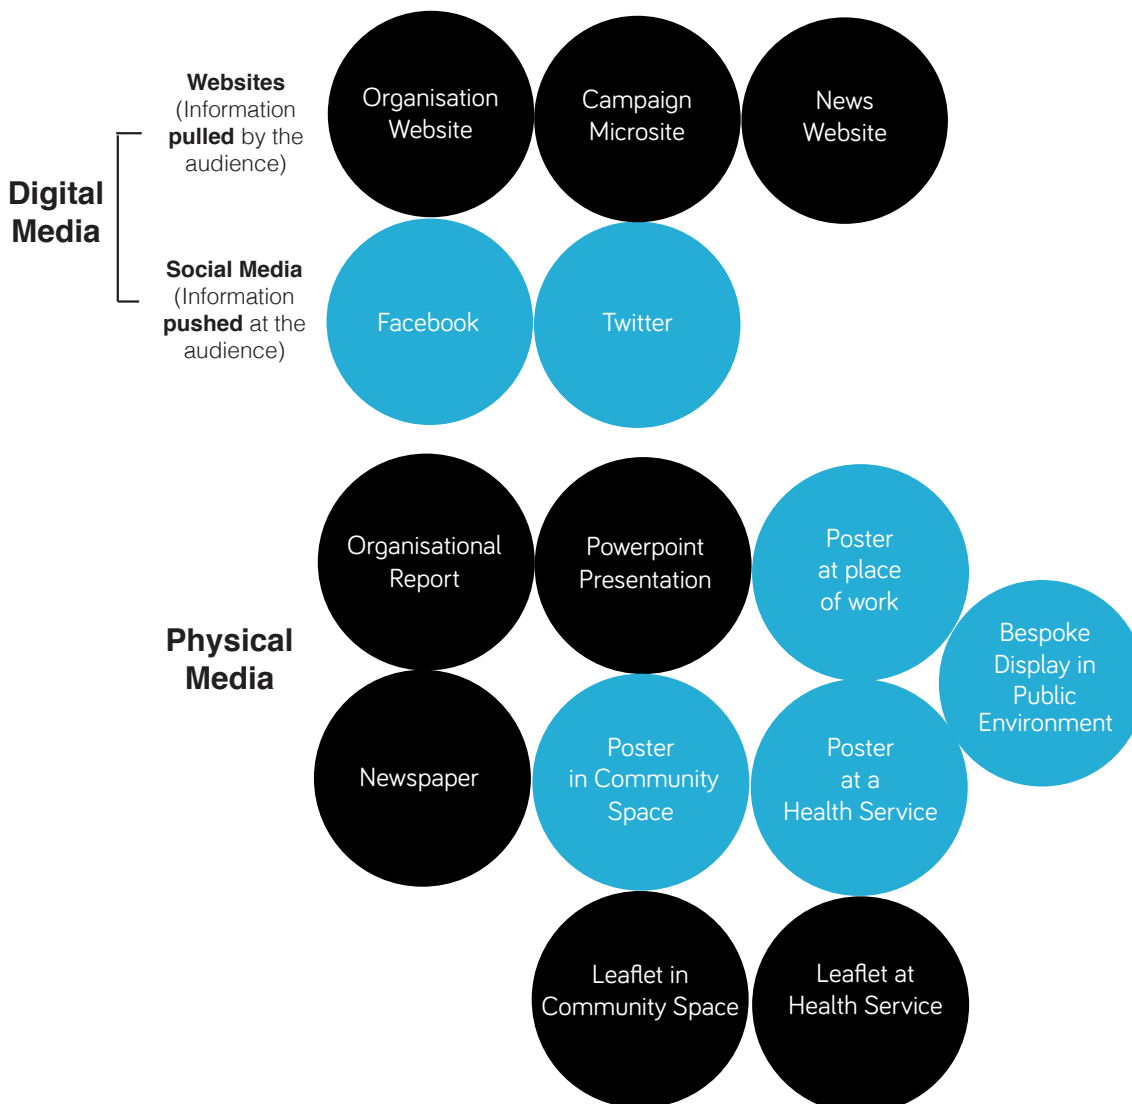 Websites
(Information
pulled by the
audience)
Organisation
Website
Campaign
Microsite
News
Website
Digital
Media
Social Media
(Information
pushed at the
audience)
Facebook
Twitter
Organisational
Report
Powerpoint
Presentation
Poster
at place
of work
Bespoke
Display in
Public
Environment
Physical
Media
Newspaper
Poster
in Community
Space
Poster
at a
Health Service
Leaflet in
Community Space
Leaflet at
Health Service